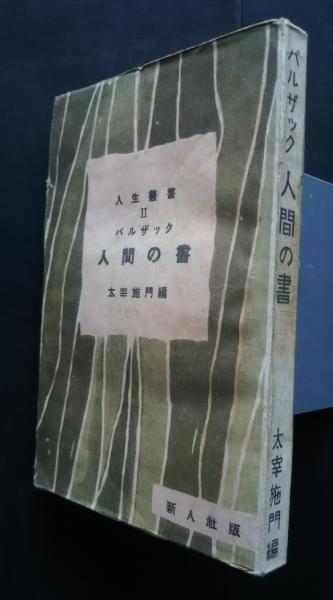 人生叢書
II
バルザック
人間の書
太宰施門編
新人社版
バルザック 人間の書
太宰施門編